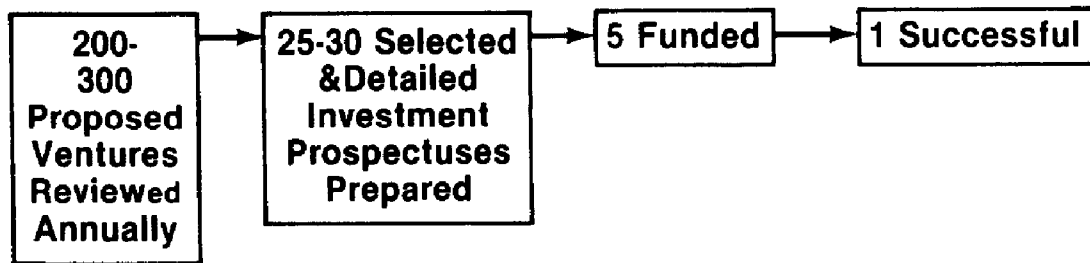 200-
300
Proposed
Ventures
Reviewed
Annually
25-30 Selected
&Detailed
Investment
Prospectuses
Prepared
5 Funded
1 Successful